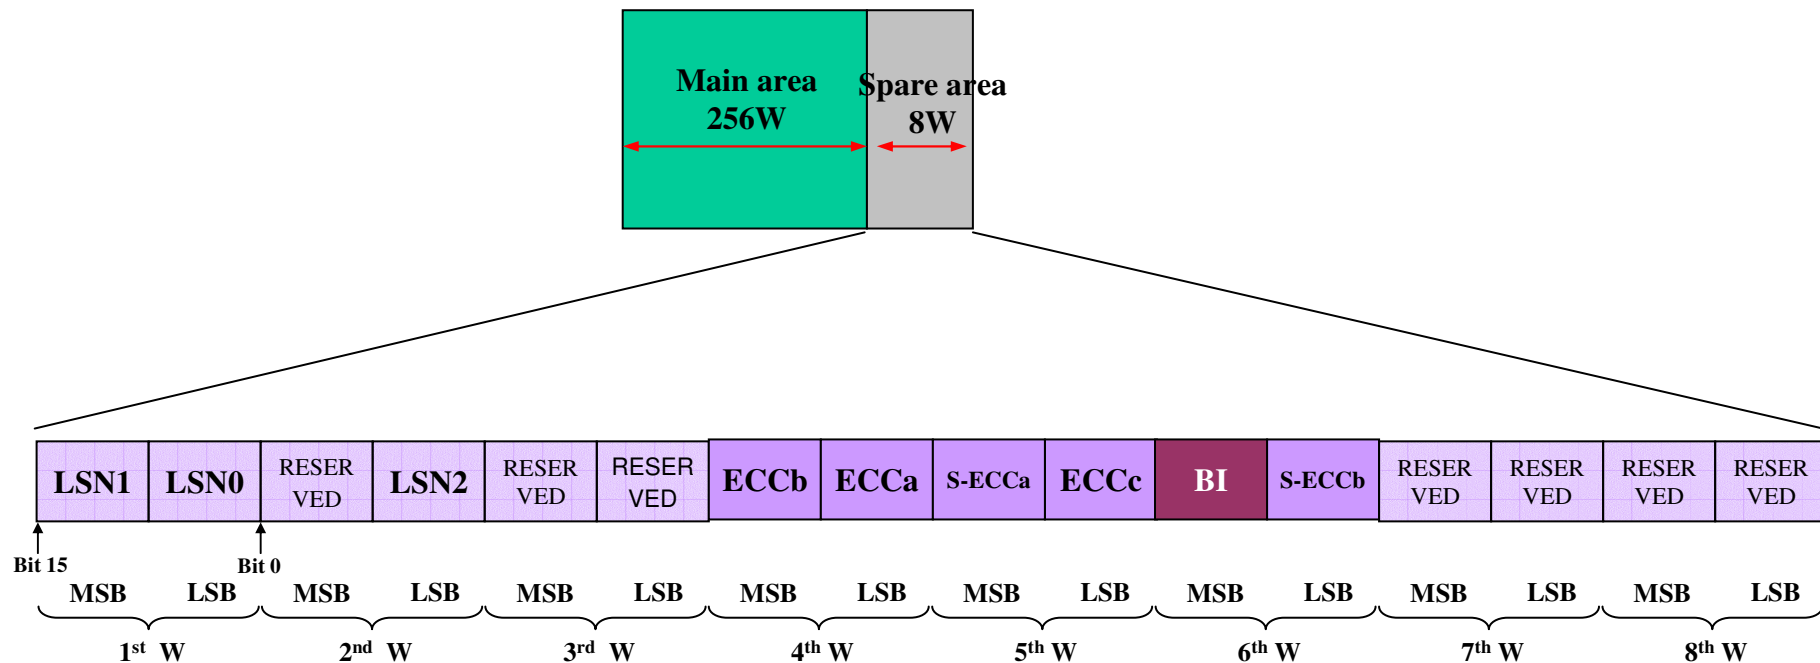 Main area
256W
Spare area
8W
LSN1 LSN0 RESER VED LSN2 RESER VED RESER VED ECCb ECCa S-ECCa ECCc BI S-ECCb RESER VED RESER VED RESER VED RESER VED
Bit 15 Bit 0
MSB LSB MSB LSB MSB LSB MSB LSB MSB LSB MSB LSB MSB LSB MSB LSB
1st W 2nd W 3rd W 4th W 5th W 6th W 7th W 8th W